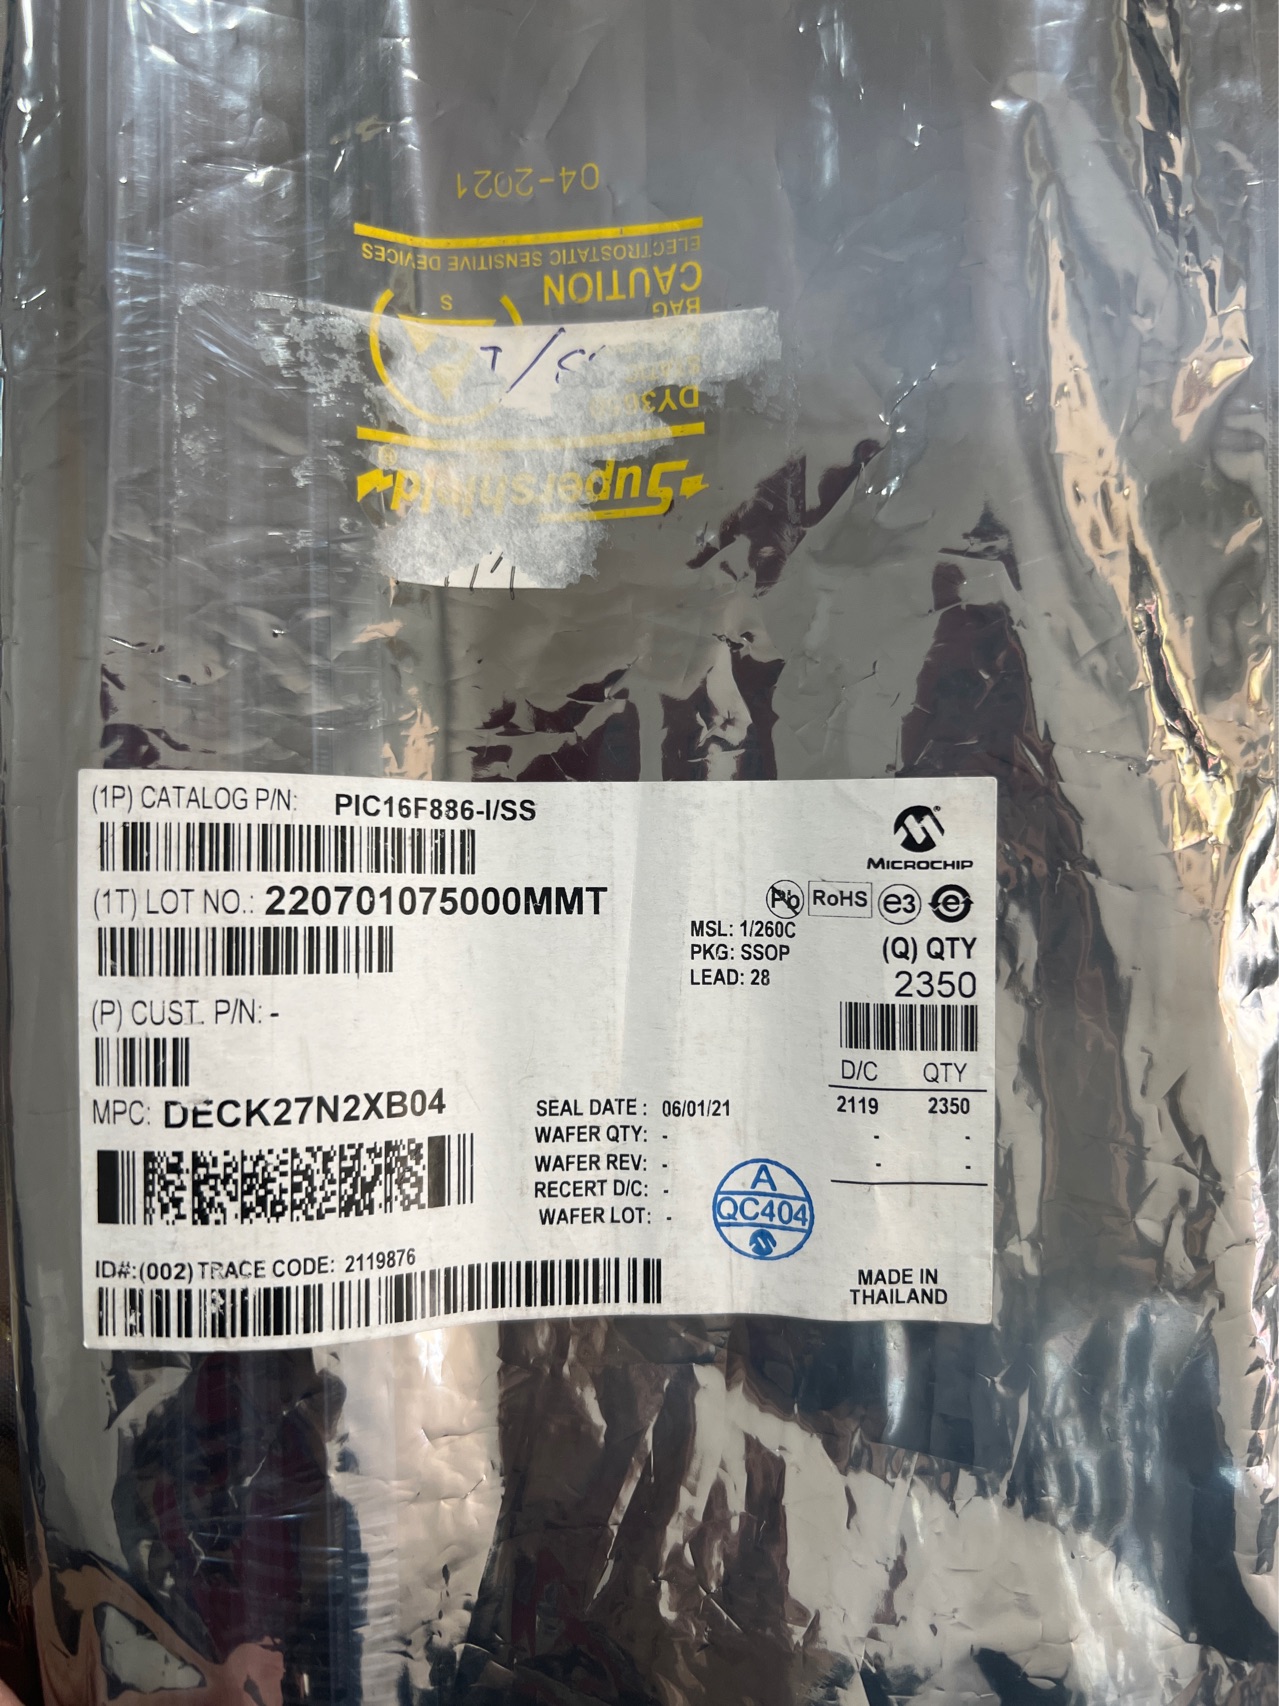 04-2021
ELECTROSTATIC SENSITIVE DEVICES
CAUTION
BAG
S
Supershield®
(1P) CATALOG P/N: PIC16F886-I/SS
MICROCHIP
(1T) LOT NO.: 220701075000MMT
Pb RoHS e3 e
MSL: 1/260C
PKG: SSOP
LEAD: 28
(Q) QTY
2350
(P) CUST. P/N: -
D/C QTY
2119 2350
- -
- -
MPC: DECK27N2XB04
SEAL DATE: 06/01/21
WAFER QTY: -
WAFER REV: -
RECERT D/C: -
WAFER LOT: -
A
QC404
ID#:(002) TRACE CODE: 2119876
MADE IN
THAILAND